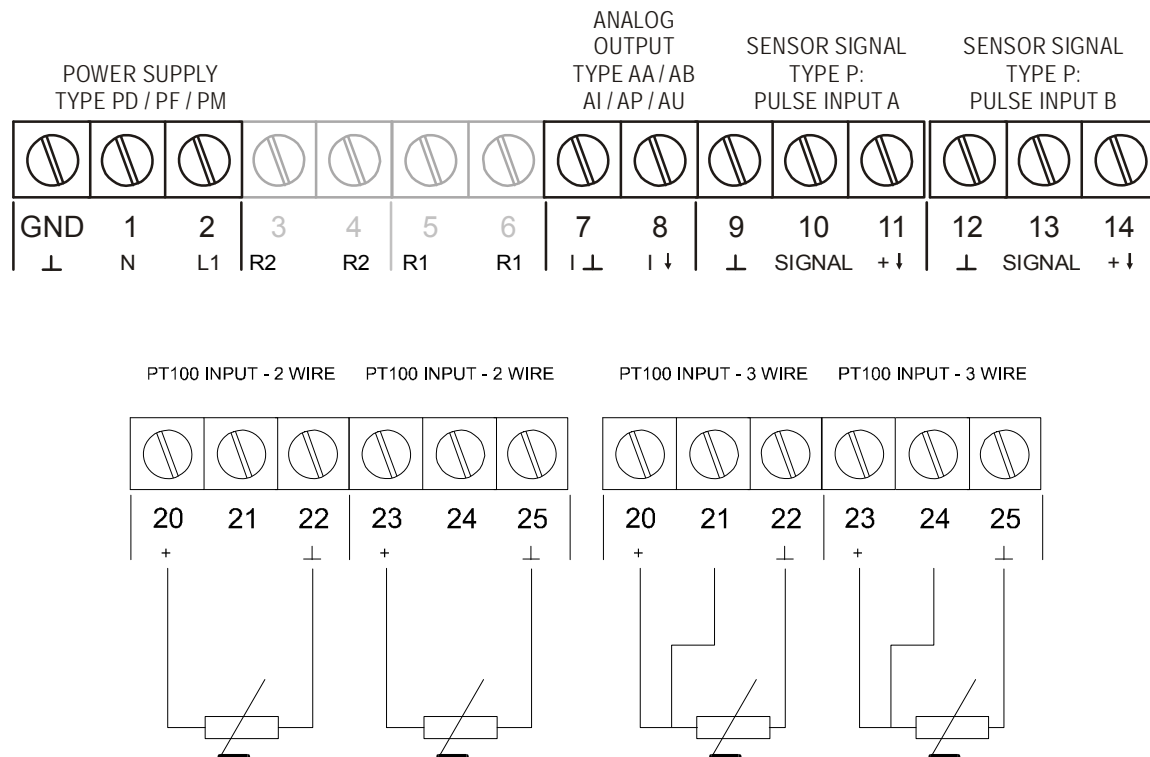 POWER SUPPLY
TYPE PD / PF / PM
ANALOG
OUTPUT
TYPE AA / AB
AI / AP / AU
SENSOR SIGNAL
TYPE P:
PULSE INPUT A
SENSOR SIGNAL
TYPE P:
PULSE INPUT B
GND 1 2 3 4 5 6 7 8 9 10 11 12 13 14
⊥ N L1 R2 R2 R1 R1 I ⊥ I ↓ ⊥ SIGNAL + ↓ ⊥ SIGNAL + ↓
PT100 INPUT - 2 WIRE PT100 INPUT - 2 WIRE PT100 INPUT - 3 WIRE PT100 INPUT - 3 WIRE
20 21 22 23 24 25 20 21 22 23 24 25
+ ⊥ + ⊥ + ⊥ + ⊥